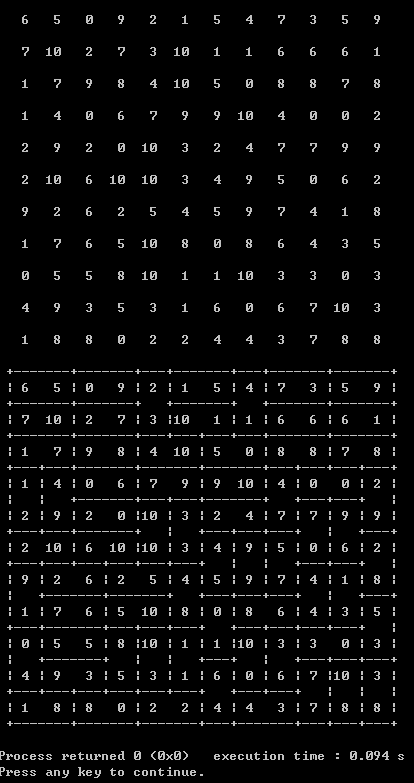 6 5 0 9 2 1 5 4 7 3 5 9
7 10 2 7 3 10 1 1 6 6 6 1
1 7 9 8 4 10 5 0 8 8 7 8
1 4 0 6 7 9 9 10 4 0 0 2
2 9 2 0 10 3 2 4 7 7 9 9
2 10 6 10 10 3 4 9 5 0 6 2
9 2 6 2 5 4 5 9 7 4 1 8
1 7 6 5 10 8 0 8 6 4 3 5
0 5 5 8 10 1 1 10 3 3 0 3
4 9 3 5 3 1 6 0 6 7 10 3
1 8 8 0 2 2 4 4 3 7 8 8
¦ 6 5 ¦ 0 9 ¦ 2 ¦ 1 5 ¦ 4 ¦ 7 3 ¦ 5 9 ¦
¦ 7 10 ¦ 2 7 ¦ 3 ¦10 1 ¦ 1 ¦ 6 6 ¦ 6 1 ¦
¦ 1 7 ¦ 9 8 ¦ 4 ¦10 ¦ 5 0 ¦ 8 8 ¦ 7 8 ¦
¦ 1 ¦ 4 ¦ 0 6 ¦ 7 9 ¦ 9 10 ¦ 4 ¦ 0 0 ¦ 2 ¦
¦ 2 ¦ 9 ¦ 2 0 ¦10 ¦ 3 ¦ 2 4 ¦ 7 ¦ 7 ¦ 9 ¦ 9 ¦
¦ 2 10 ¦ 6 10 ¦10 ¦ 3 ¦ 4 ¦ 9 ¦ 5 ¦ 0 ¦ 6 ¦ 2 ¦
¦ 9 ¦ 2 6 ¦ 2 5 ¦ 4 ¦ 5 ¦ 9 ¦ 7 ¦ 4 ¦ 1 ¦ 8 ¦
¦ 1 ¦ 7 6 ¦ 5 10 ¦ 8 ¦ 0 ¦ 8 6 ¦ 4 ¦ 3 ¦ 5 ¦
¦ 0 ¦ 5 5 ¦ 8 ¦10 ¦ 1 ¦ 1 ¦10 ¦ 3 ¦ 3 0 ¦ 3 ¦
¦ 4 ¦ 9 3 ¦ 5 ¦ 3 ¦ 1 ¦ 6 ¦ 0 ¦ 6 ¦ 7 ¦10 ¦ 3 ¦
¦ 1 ¦ 8 8 ¦ 0 ¦ 2 ¦ 2 ¦ 4 ¦ 4 ¦ 3 ¦ 7 ¦ 8 ¦ 8 ¦
Process returned 0 (0x0) execution time : 0.094 s
Press any key to continue.